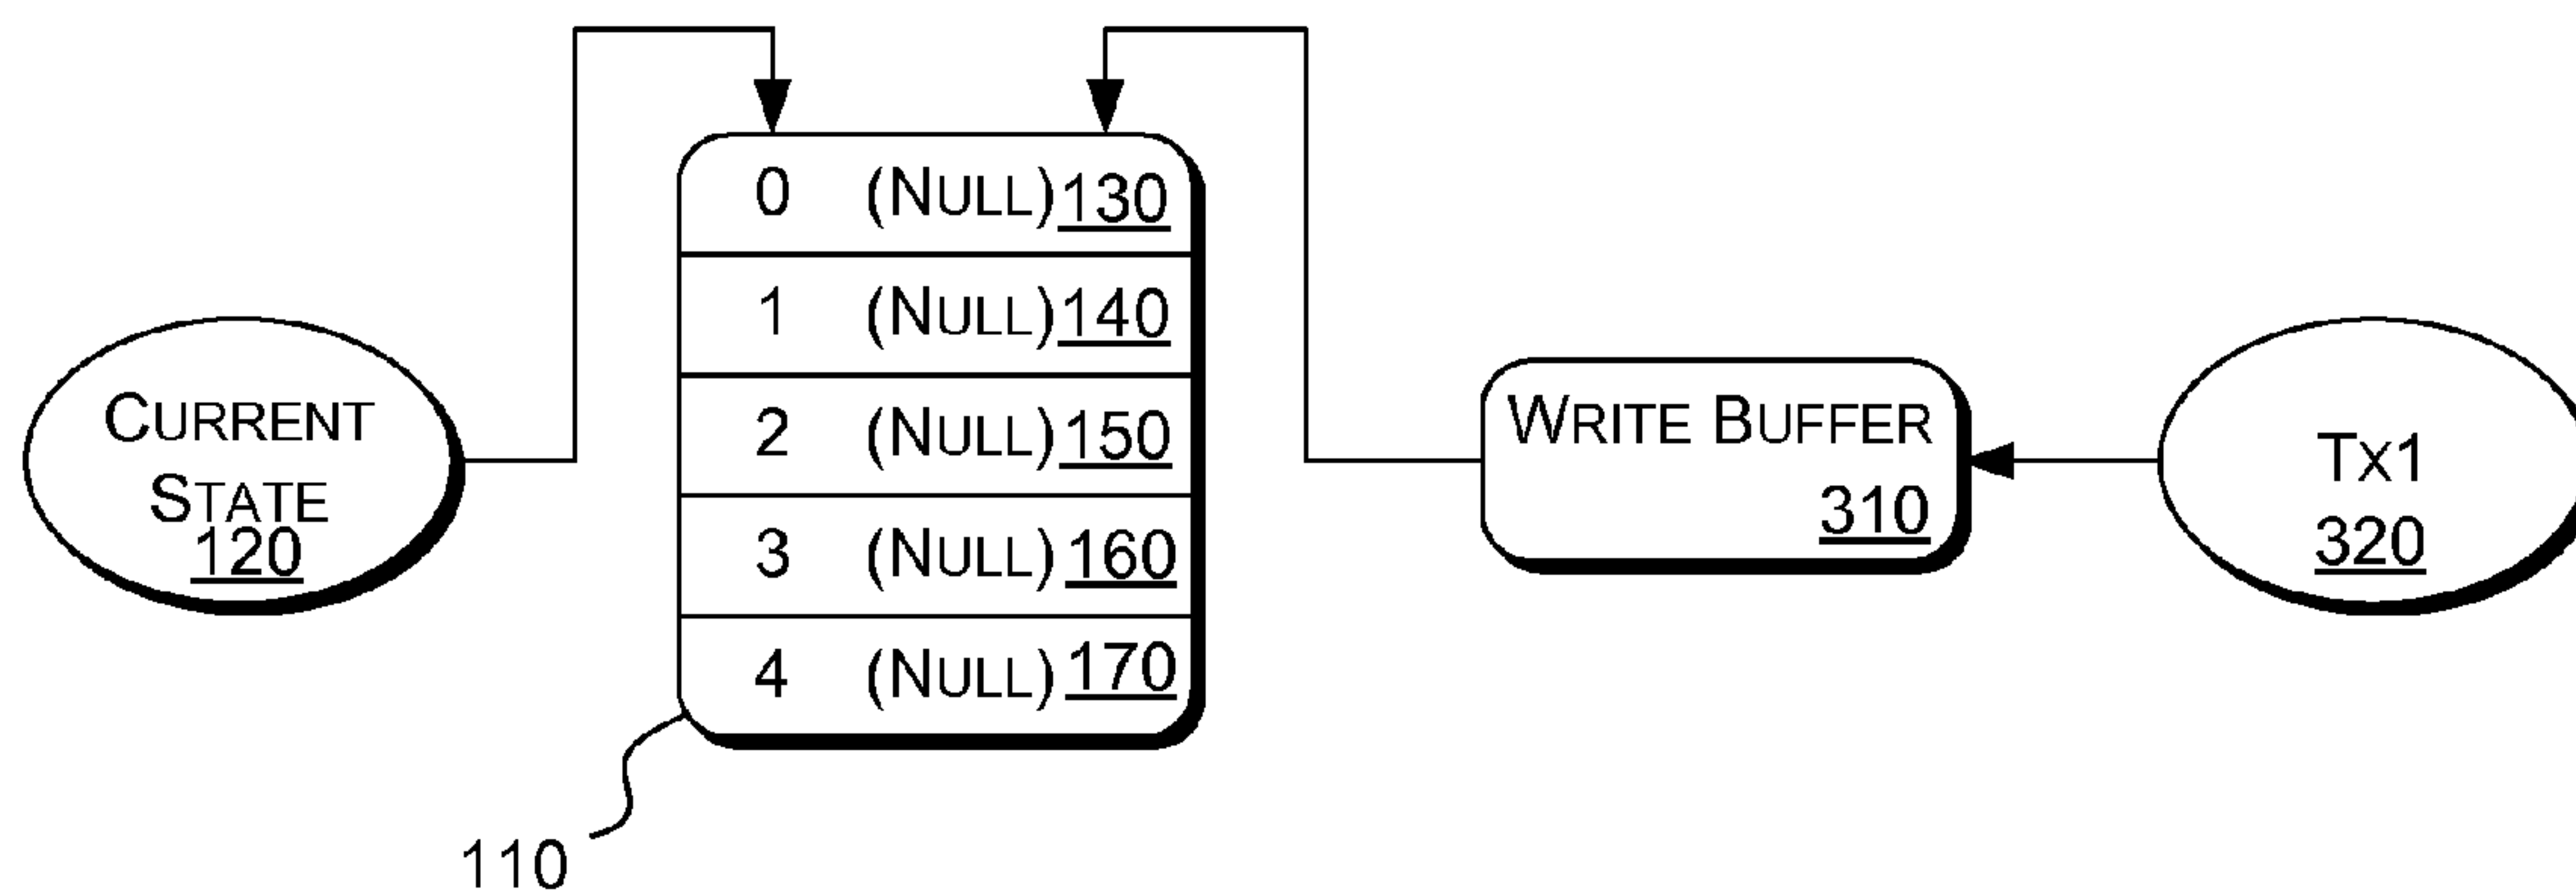 0 (NULL) 130
1 (NULL) 140
2 (NULL) 150
3 (NULL) 160
4 (NULL) 170
CURRENT
STATE
120
WRITE BUFFER
310
TX1
320
110